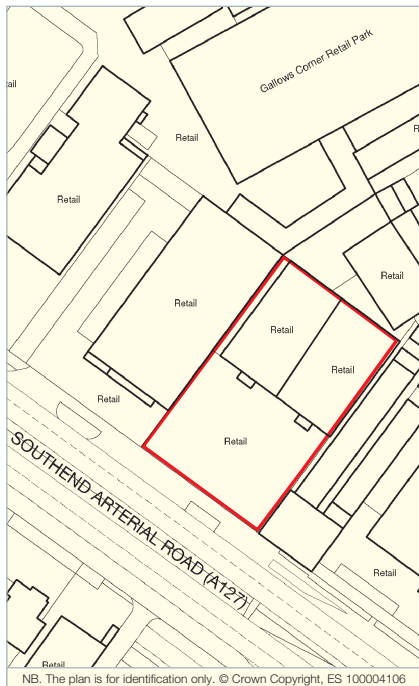 Gallows Corner Retail Park
ail
Retail
R
Retail
Retail
Retail
Retail
Retail
Retail
Retail
SOUTHEND ARTERIAL ROAD (A127)
Retail
Retail
NB. The plan is for identification only. © Crown Copyright, ES 100004106